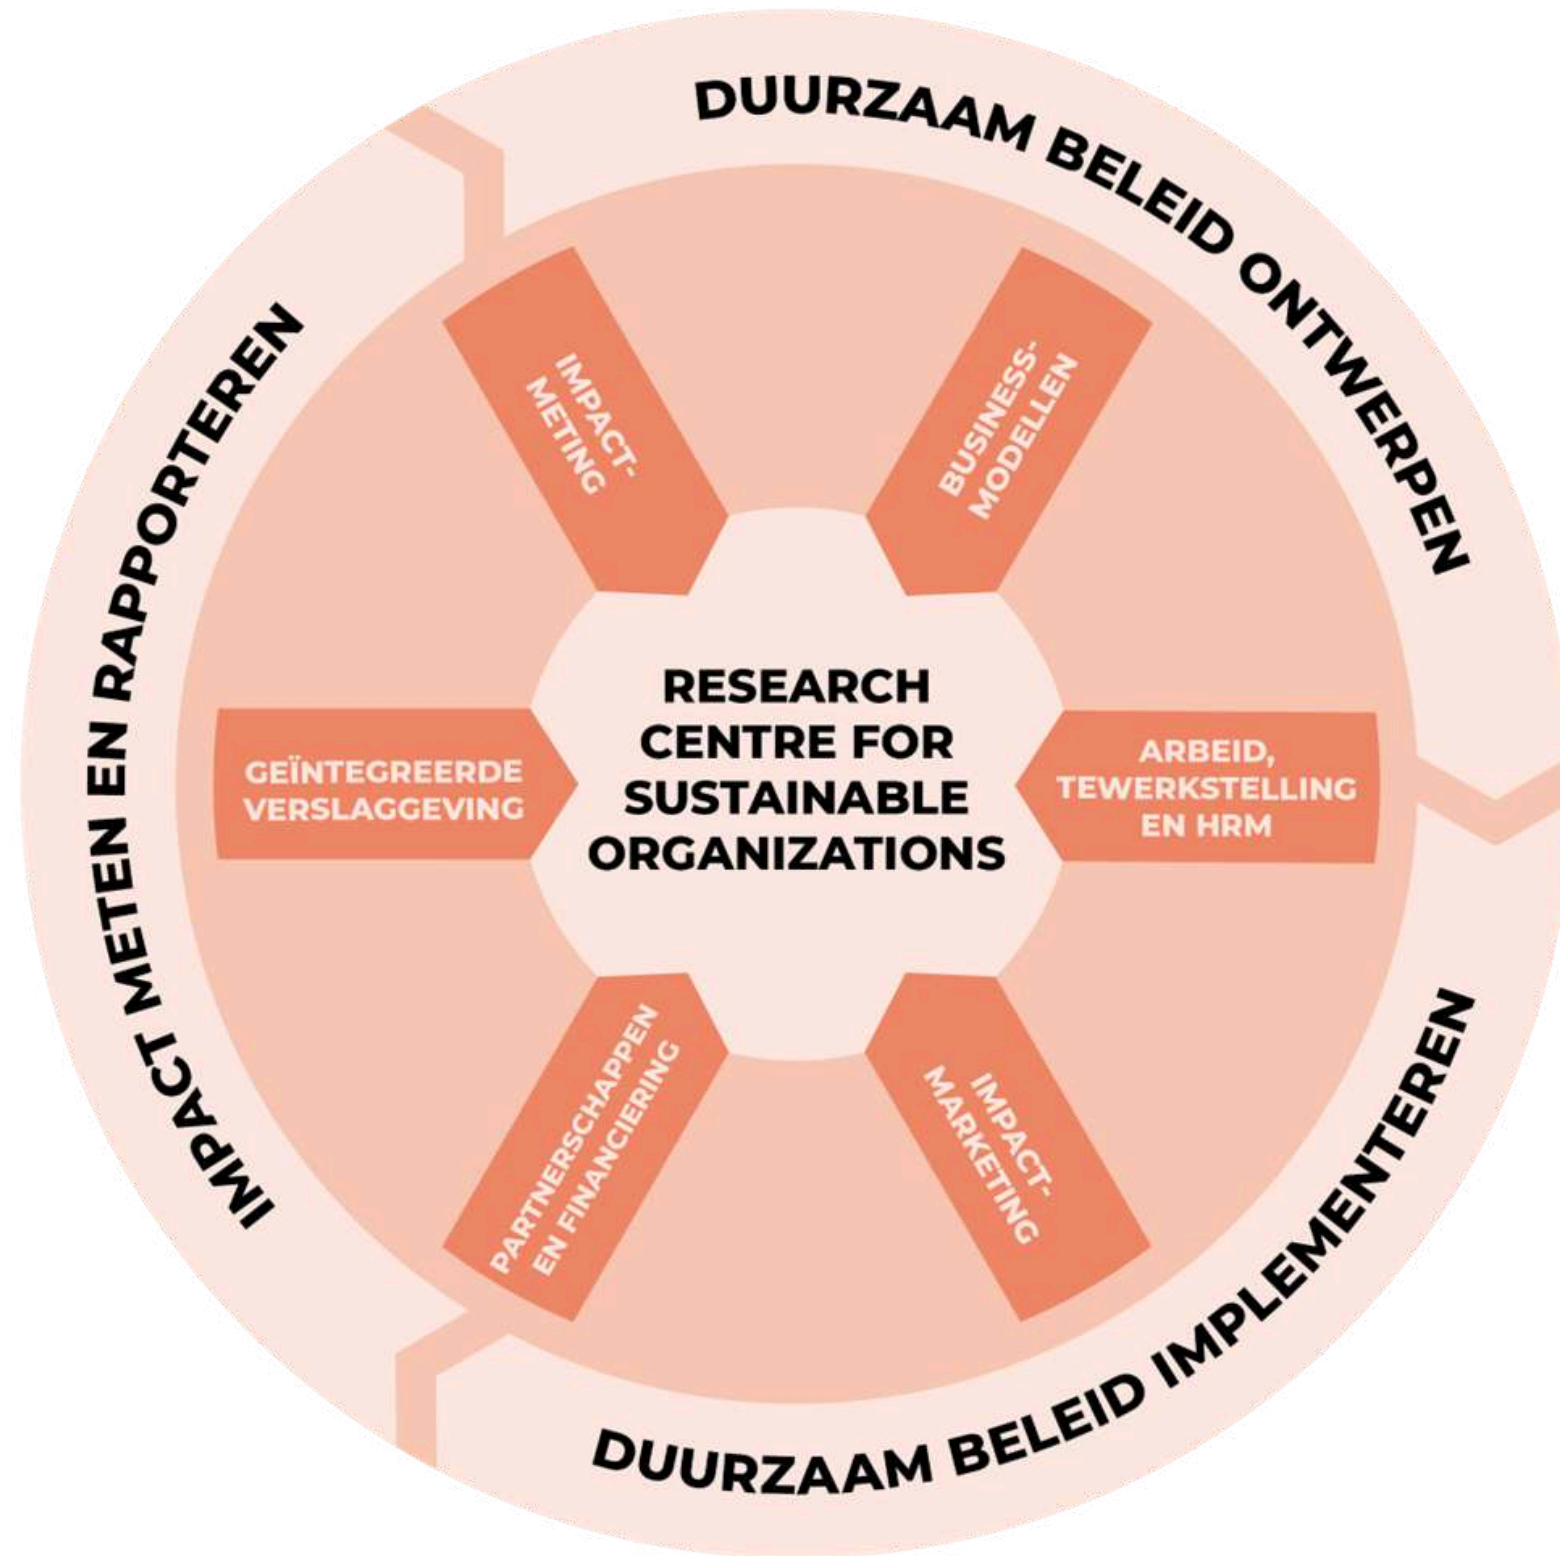 DUURZAAM BELEID ONTWERPEN
DUURZAAM BELEID IMPLEMENTEREN
IMPACT METEN EN RAPPORTEREN
BUSINESS-
MODELLEN
ARBEID,
TEWERKSTELLING
EN HRM
IMPACT-
MARKETING
PARTNERSCHAPPEN
EN FINANCIERING
GEÏNTEGREERDE
VERSLAGGEVING
IMPACT-
METING
RESEARCH
CENTRE FOR
SUSTAINABLE
ORGANIZATIONS